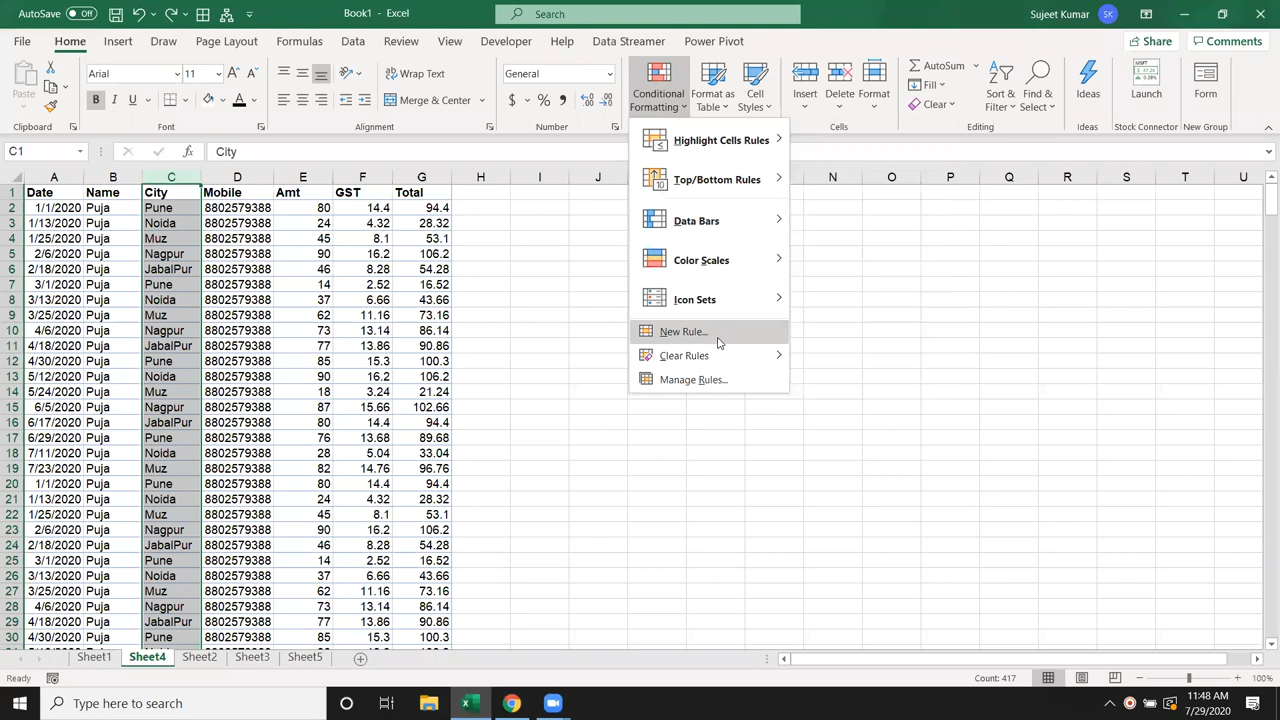 AutoSave Off Book1 - Excel Search Sujeet Kumar SK
File Home Insert Draw Page Layout Formulas Data Review View Developer Help Data Streamer Power Pivot Share Comments
Paste Arial 11 Wrap Text General Conditional Formatting Format as Table Cell Styles Insert Delete Format AutoSum Sort & Filter Find & Select Ideas Launch Form
B I U Merge & Center $ % Fill Clear
Clipboard Font Alignment Number Cells Editing Ideas Stock Connector New Group
C1 fx City
Highlight Cells Rules
Top/Bottom Rules
Data Bars
Color Scales
Icon Sets
New Rule...
Clear Rules
Manage Rules...
A B C D E F G H I J N O P Q R S T U
1 Date Name City Mobile Amt GST Total
2 1/1/2020 Puja Pune 8802579388 80 14.4 94.4
3 1/13/2020 Puja Noida 8802579388 24 4.32 28.32
4 1/25/2020 Puja Muz 8802579388 45 8.1 53.1
5 2/6/2020 Puja Nagpur 8802579388 90 16.2 106.2
6 2/18/2020 Puja JabalPur 8802579388 46 8.28 54.28
7 3/1/2020 Puja Pune 8802579388 14 2.52 16.52
8 3/13/2020 Puja Noida 8802579388 37 6.66 43.66
9 3/25/2020 Puja Muz 8802579388 62 11.16 73.16
10 4/6/2020 Puja Nagpur 8802579388 73 13.14 86.14
11 4/18/2020 Puja JabalPur 8802579388 77 13.86 90.86
12 4/30/2020 Puja Pune 8802579388 85 15.3 100.3
13 5/12/2020 Puja Noida 8802579388 90 16.2 106.2
14 5/24/2020 Puja Muz 8802579388 18 3.24 21.24
15 6/5/2020 Puja Nagpur 8802579388 87 15.66 102.66
16 6/17/2020 Puja JabalPur 8802579388 80 14.4 94.4
17 6/29/2020 Puja Pune 8802579388 76 13.68 89.68
18 7/11/2020 Puja Noida 8802579388 28 5.04 33.04
19 7/23/2020 Puja Muz 8802579388 82 14.76 96.76
20 1/1/2020 Puja Pune 8802579388 80 14.4 94.4
21 1/13/2020 Puja Noida 8802579388 24 4.32 28.32
22 1/25/2020 Puja Muz 8802579388 45 8.1 53.1
23 2/6/2020 Puja Nagpur 8802579388 90 16.2 106.2
24 2/18/2020 Puja JabalPur 8802579388 46 8.28 54.28
25 3/1/2020 Puja Pune 8802579388 14 2.52 16.52
26 3/13/2020 Puja Noida 8802579388 37 6.66 43.66
27 3/25/2020 Puja Muz 8802579388 62 11.16 73.16
28 4/6/2020 Puja Nagpur 8802579388 73 13.14 86.14
29 4/18/2020 Puja JabalPur 8802579388 77 13.86 90.86
30 4/30/2020 Puja Pune 8802579388 85 15.3 100.3
Sheet1 Sheet4 Sheet2 Sheet3 Sheet5
Ready Count: 417 100%
Type here to search 11:48 AM
7/29/2020